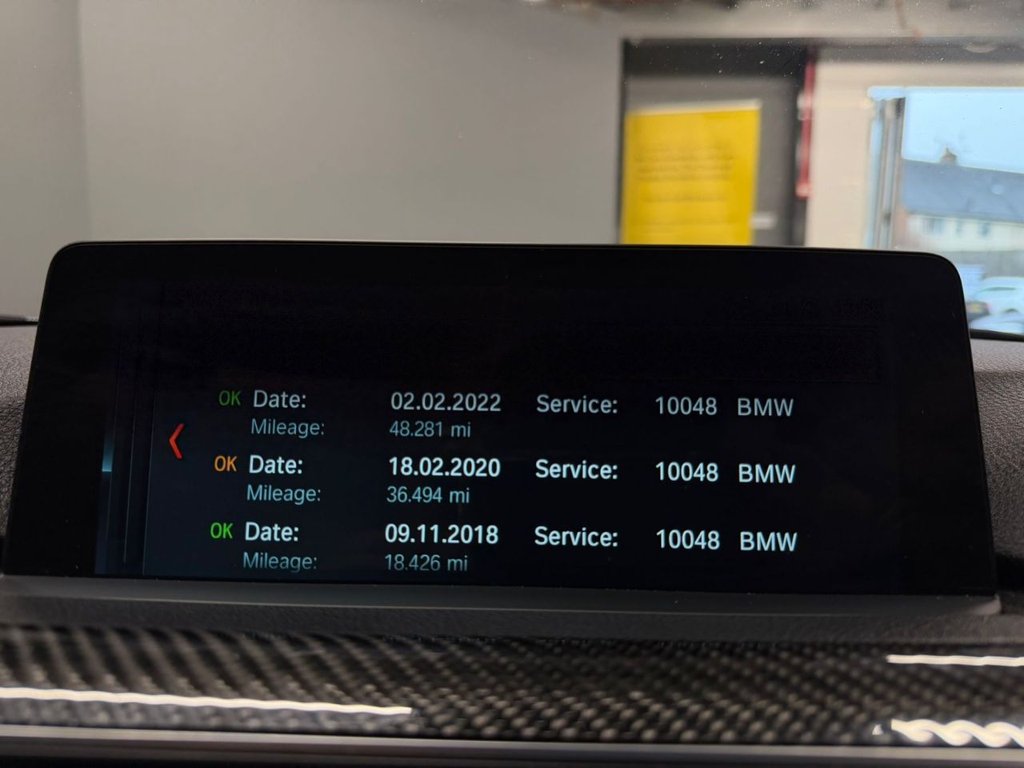 OK Date: 02.02.2022 Service: 10048 BMW
Mileage: 48.281 mi
OK Date: 18.02.2020 Service: 10048 BMW
Mileage: 36.494 mi
OK Date: 09.11.2018 Service: 10048 BMW
Mileage: 18.426 mi